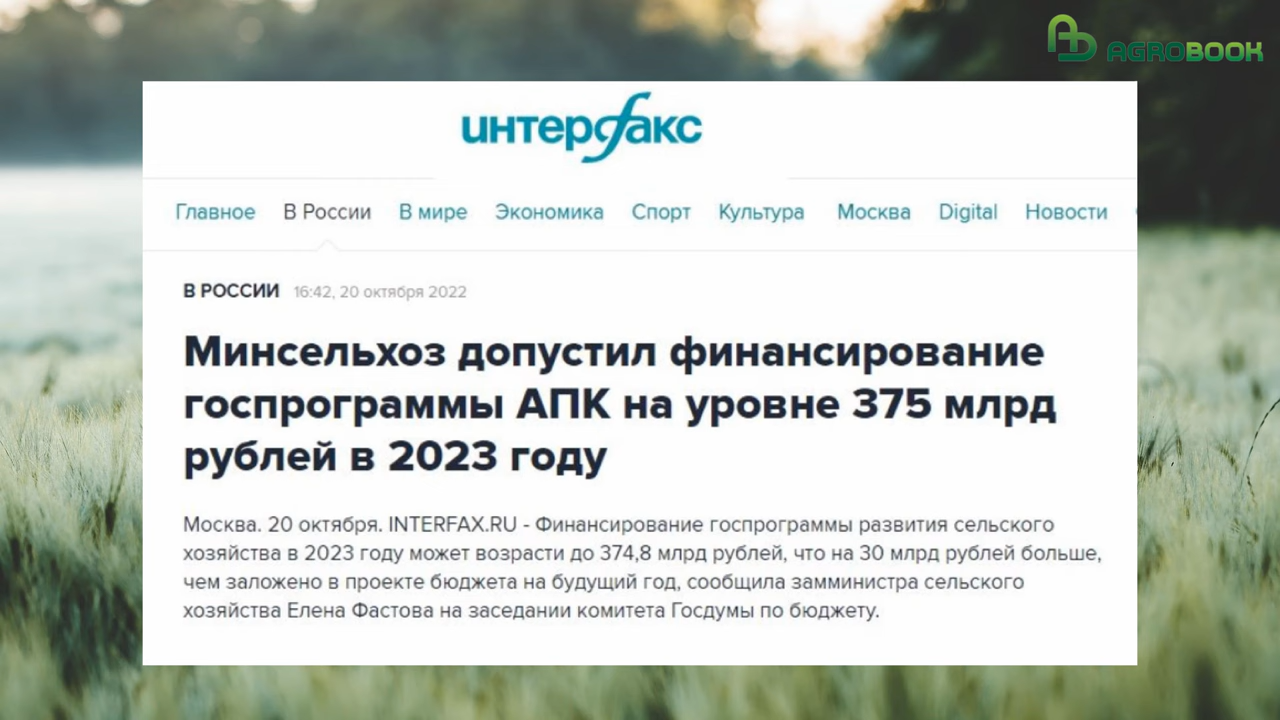 AGROBOOK
интерфакс
Главное В России В мире Экономика Спорт Культура Москва Digital Новости
В РОССИИ 16:42, 20 октября 2022
Минсельхоз допустил финансирование
госпрограммы АПК на уровне 375 млрд
рублей в 2023 году
Москва. 20 октября. INTERFAX.RU - Финансирование госпрограммы развития сельского
хозяйства в 2023 году может возрасти до 374,8 млрд рублей, что на 30 млрд рублей больше,
чем заложено в проекте бюджета на будущий год, сообщила замминистра сельского
хозяйства Елена Фастова на заседании комитета Госдумы по бюджету.